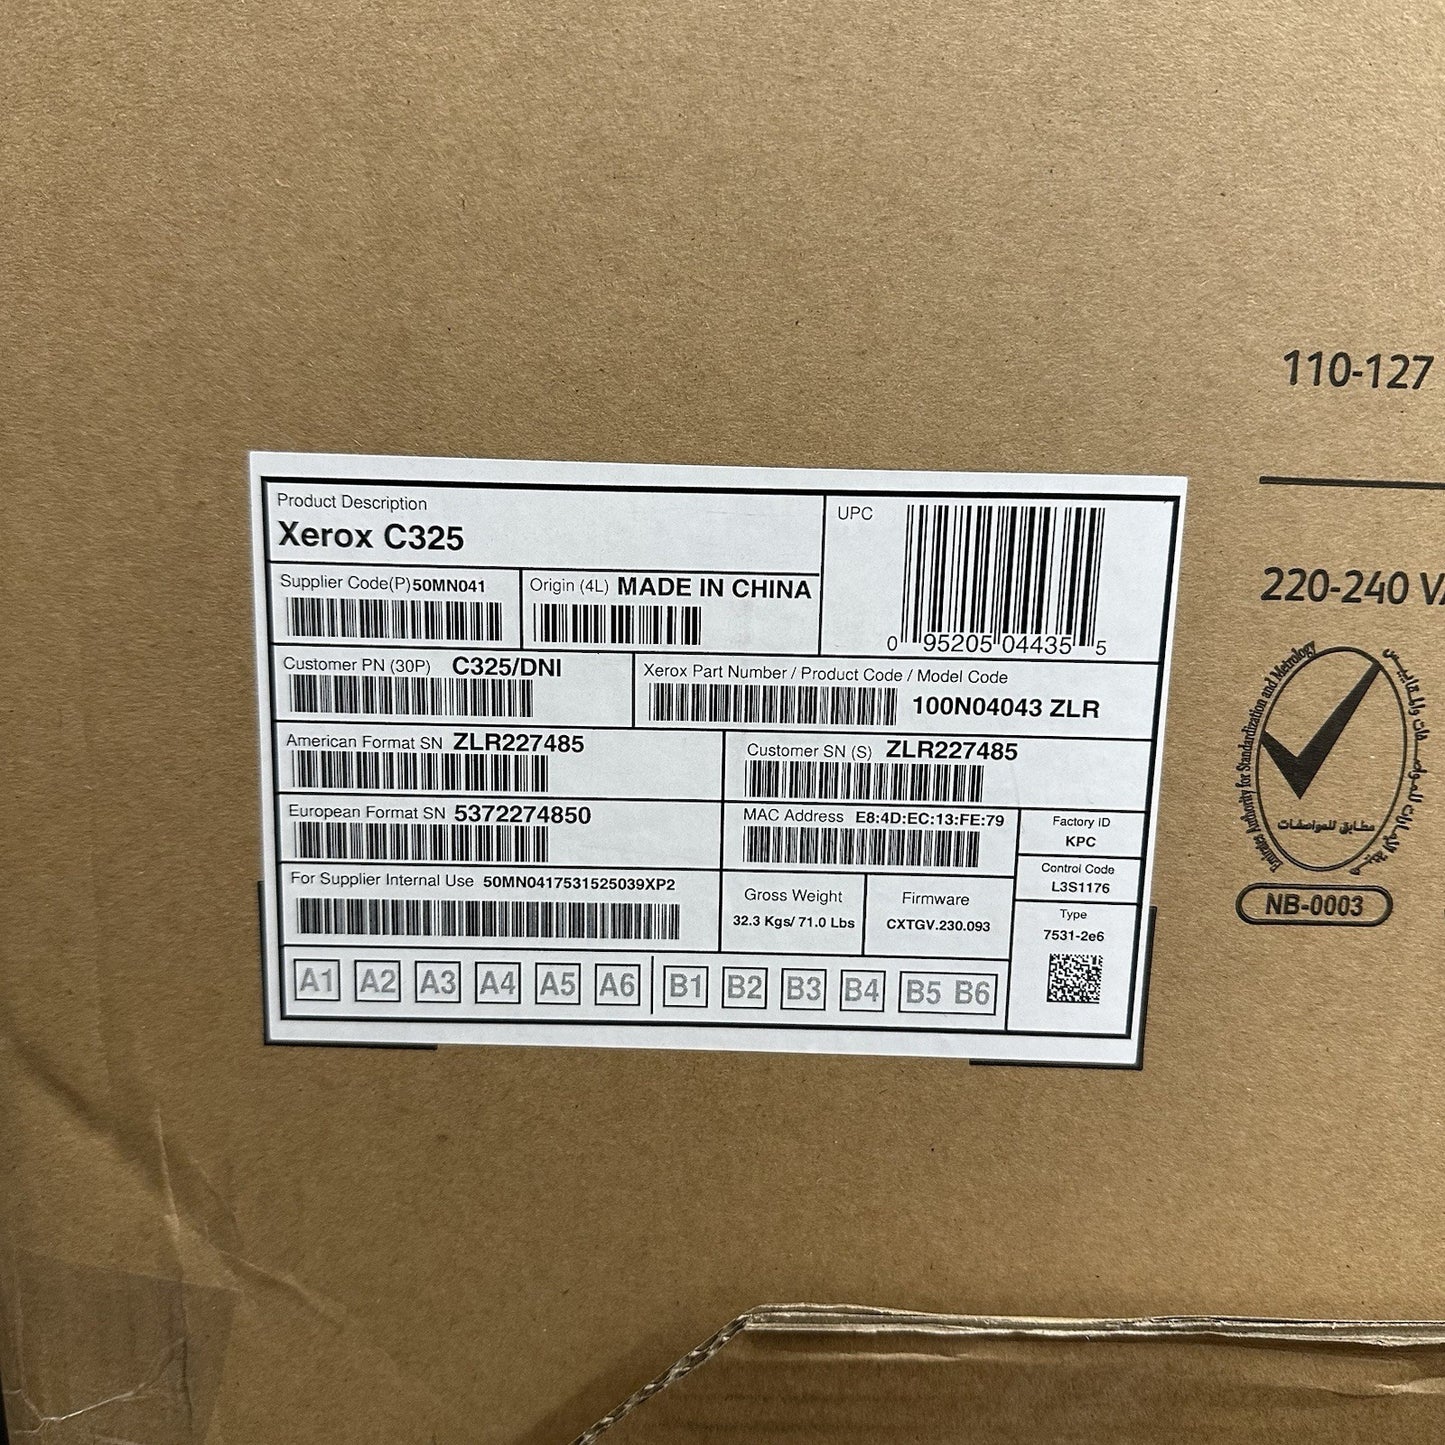 110-127
220-240 VA
Product Description
Xerox C325
UPC
0 95205 04435 5
Supplier Code(P) 50MN041
Origin (4L) MADE IN CHINA
Customer PN (30P) C325/DNI
Xerox Part Number / Product Code / Model Code
100N04043 ZLR
American Format SN ZLR227485
Customer SN (S) ZLR227485
European Format SN 5372274850
MAC Address E8:4D:EC:13:FE:79
Factory ID
KPC
Control Code
L3S1176
For Supplier Internal Use 50MN0417531525039XP2
Gross Weight
32.3 Kgs/ 71.0 Lbs
Firmware
CXTGV.230.093
Type
7531-2e6
A1 A2 A3 A4 A5 A6 B1 B2 B3 B4 B5 B6
Emirates Authority for Standardization and Metrology
مطابق للمواصفات
NB-0003